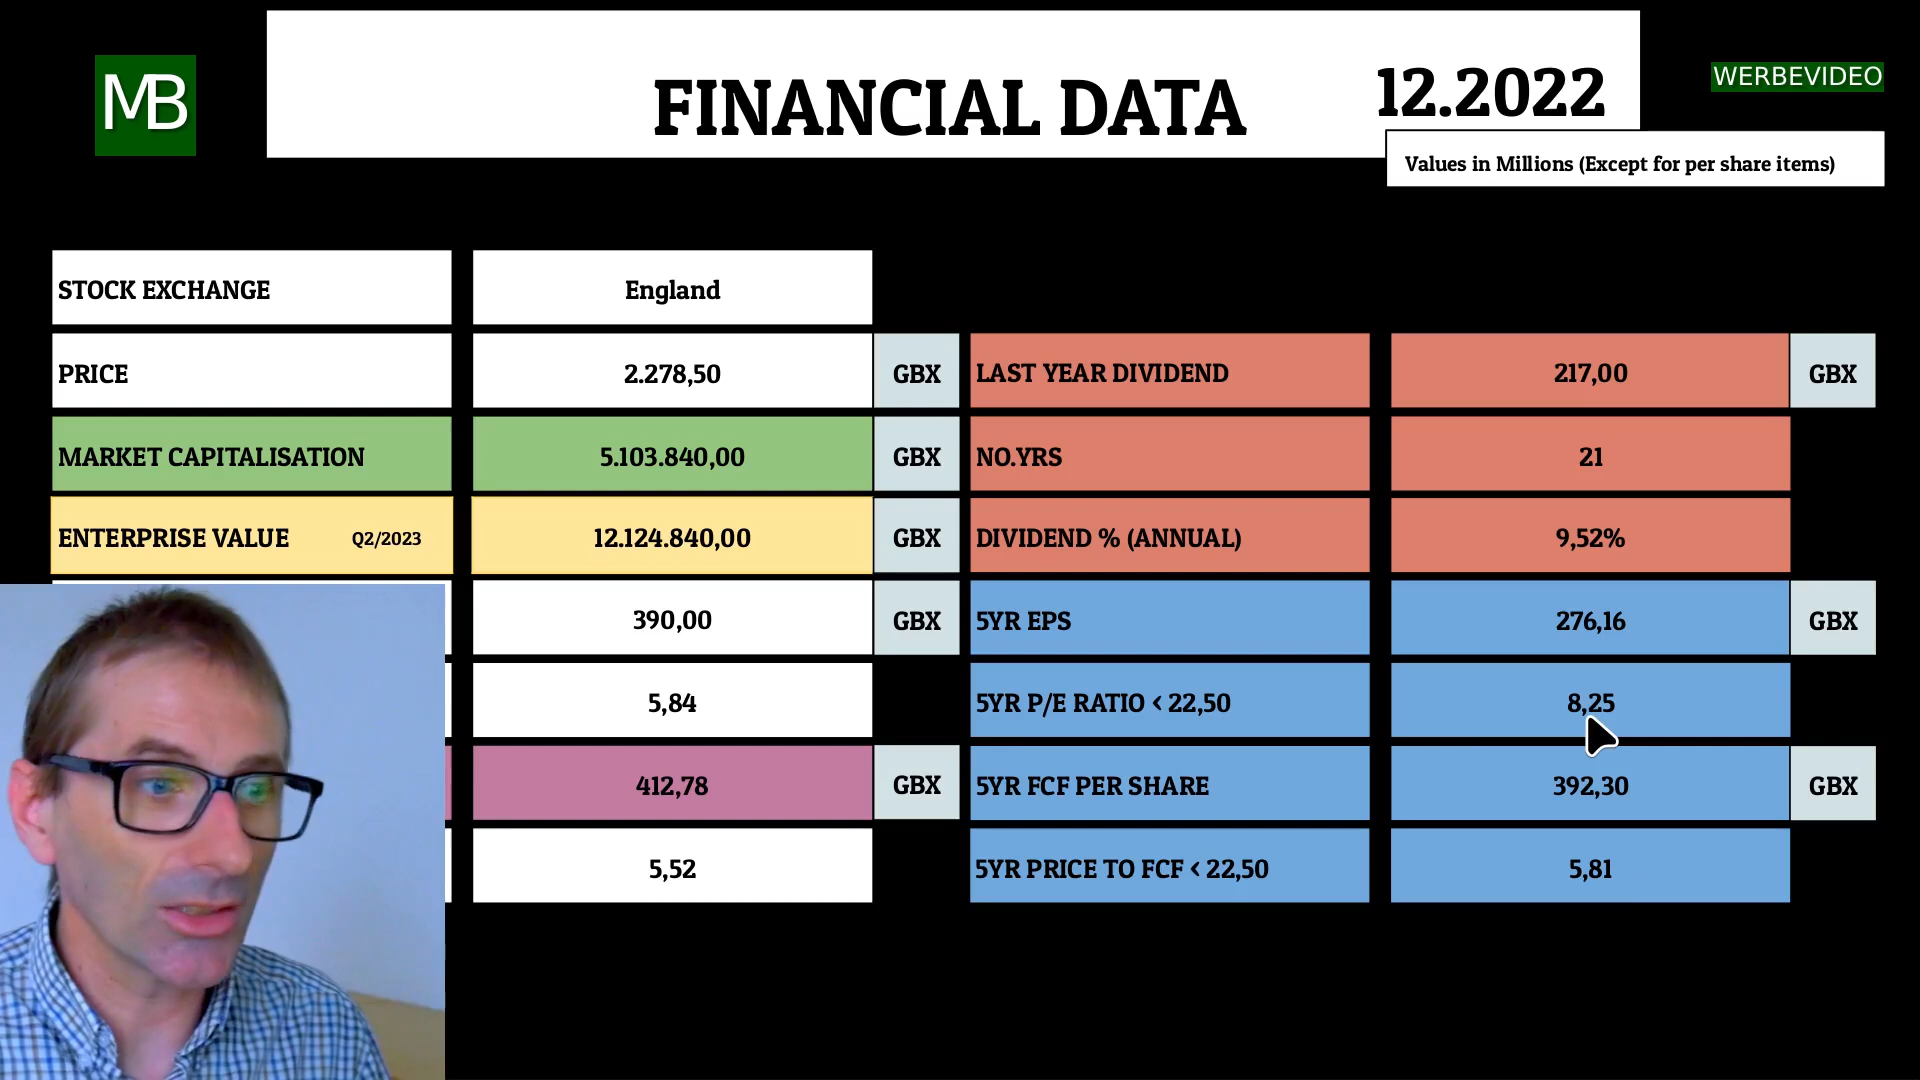 MB
FINANCIAL DATA
12.2022
WERBEVIDEO
Values in Millions (Except for per share items)
STOCK EXCHANGE England
PRICE 2.278,50 GBX LAST YEAR DIVIDEND 217,00 GBX
MARKET CAPITALISATION 5.103.840,00 GBX NO.YRS 21
ENTERPRISE VALUE Q2/2023 12.124.840,00 GBX DIVIDEND % (ANNUAL) 9,52%
390,00 GBX 5YR EPS 276,16 GBX
5,84 5YR P/E RATIO < 22,50 8,25
412,78 GBX 5YR FCF PER SHARE 392,30 GBX
5,52 5YR PRICE TO FCF < 22,50 5,81